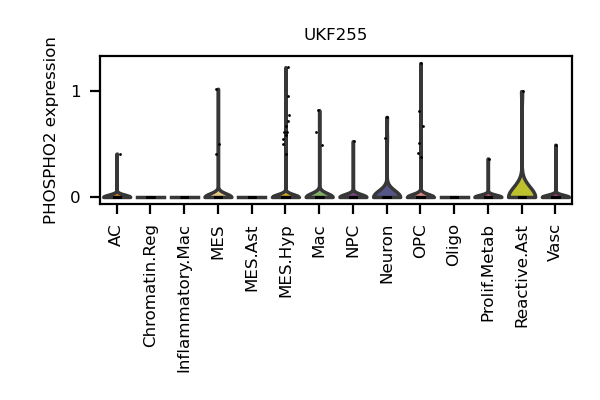 UKF255
PHOSPHO2 expression
1
0
AC
Chromatin.Reg
Inflammatory.Mac
MES
MES.Ast
MES.Hyp
Mac
NPC
Neuron
OPC
Oligo
Prolif.Metab
Reactive.Ast
Vasc